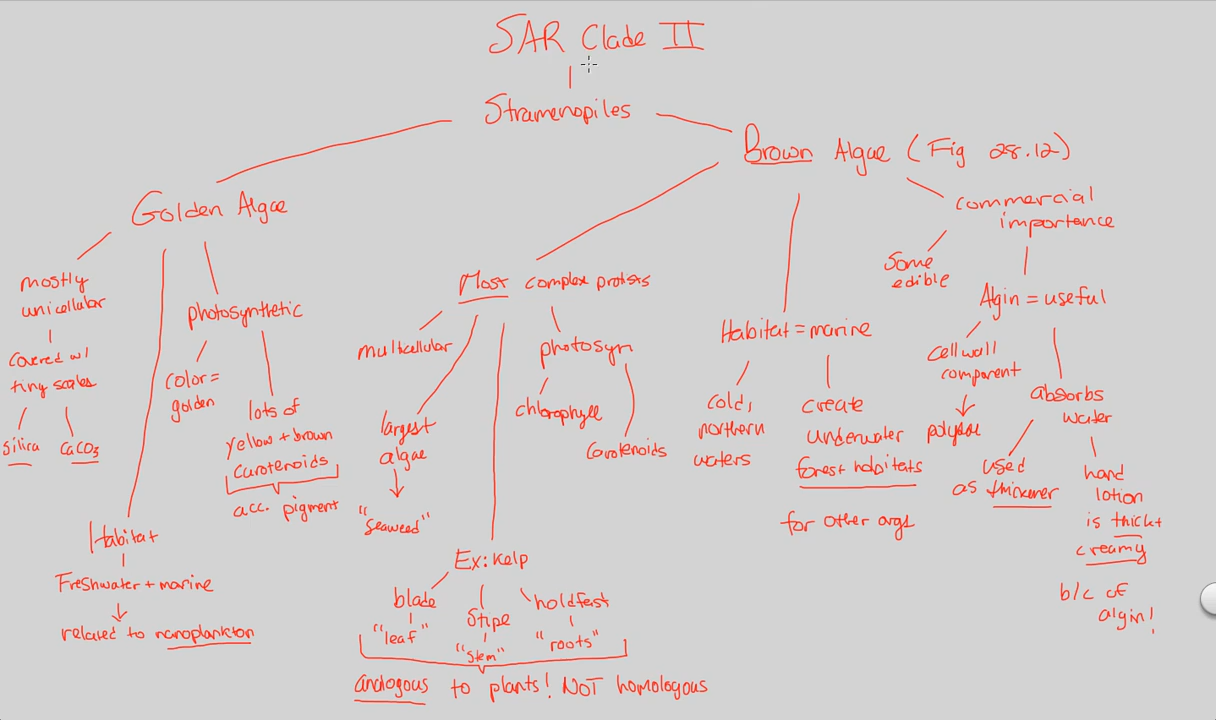 SAR Clade II
Stramenopiles
Golden Algae
mostly
unicellular
covered w/
tiny scales
Silica
CaCO3
Habitat
Freshwater + marine
related to nanoplankton
photosynthetic
color=
golden
lots of
yellow + brown
carotenoids
acc. pigment
Brown Algae (Fig 28.12)
Most complex protists
multicellular
largest
algae
"seaweed"
Ex: Kelp
blade
"leaf"
Stipe
"stem"
holdfast
"roots"
analogous to plants! NOT homologous
photosyn
chlorophyll
Carotenoids
Habitat = marine
cold,
northern
waters
create
underwater
forest habitats
for other orgs
commercial
importance
Some
edible
Algin = useful
cell wall
component
absorbs
water
used
as thickener
hand
lotion
is thick +
creamy
b/c of
algin!